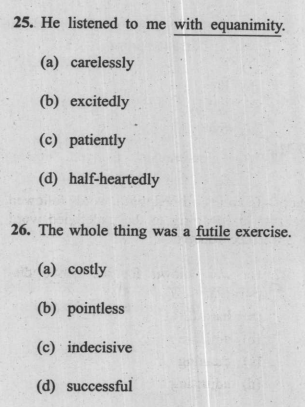 25. He listened to me with equanimity.
(a) carelessly
(b) excitedly
(c) patiently
(d) half-heartedly
26. The whole thing was a futile exercise.
(a) costly
(b) pointless
(c) indecisive
(d) successful